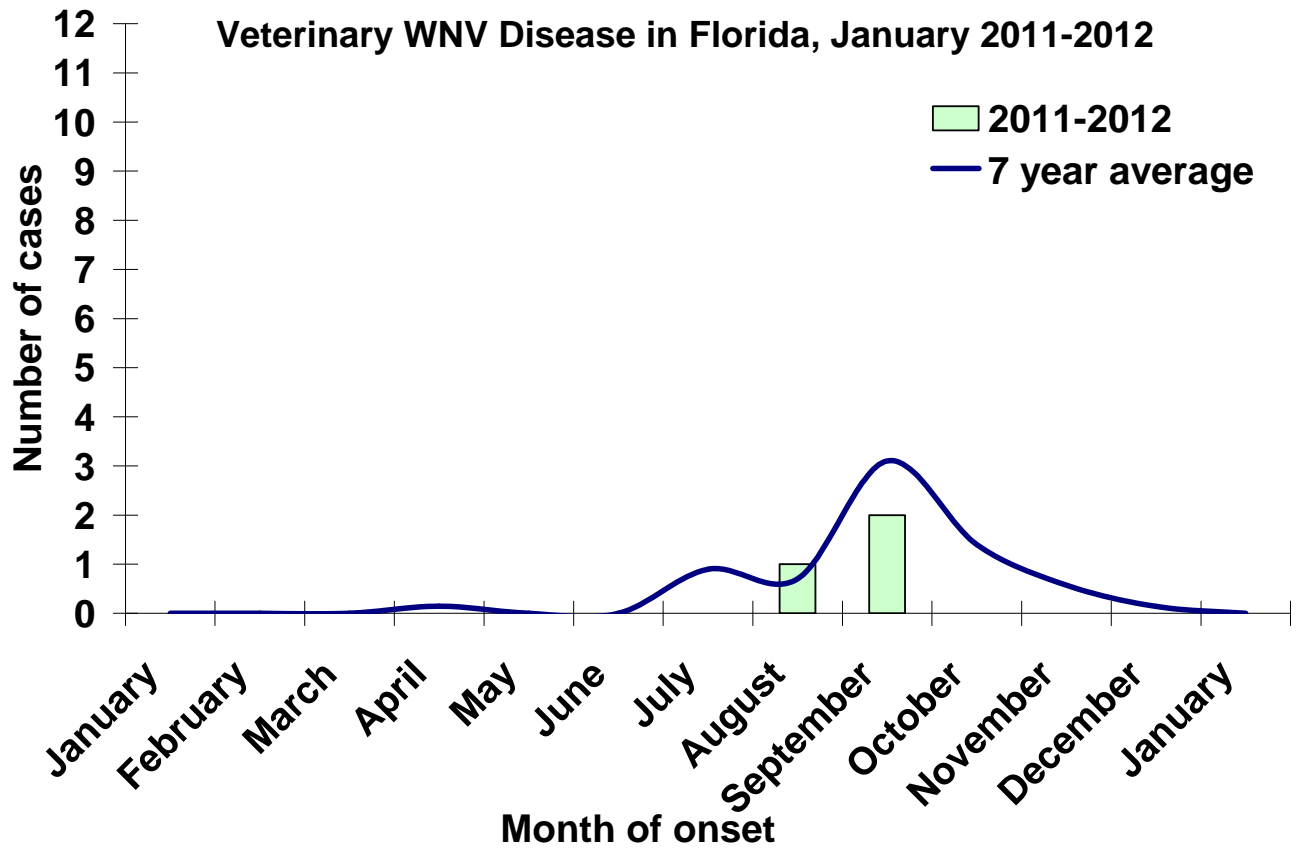 Veterinary WNV Disease in Florida, January 2011-2012
2011-2012
7 year average
Number of cases
12
11
10
9
8
7
6
5
4
3
2
1
0
January
February
March
April
May
June
July
August
September
October
November
December
January
Month of onset